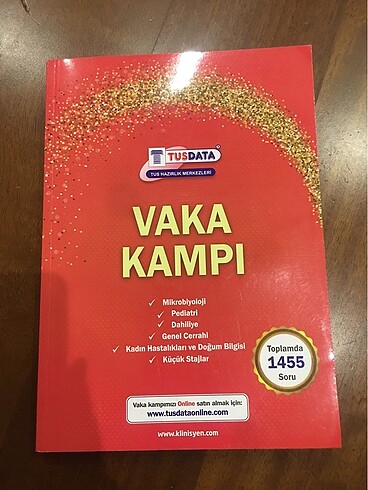 TUSDATA
TUS HAZIRLIK MERKEZLERİ
VAKA
KAMPI
✓ Mikrobiyoloji
✓ Pediatri
✓ Dahiliye
✓ Genel Cerrahi
✓ Kadın Hastalıkları ve Doğum Bilgisi
✓ Küçük Stajlar
Toplamda
1455
Soru
Vaka kampımızı Online satın almak için:
www.tusdataonline.com
www.klinisyen.com